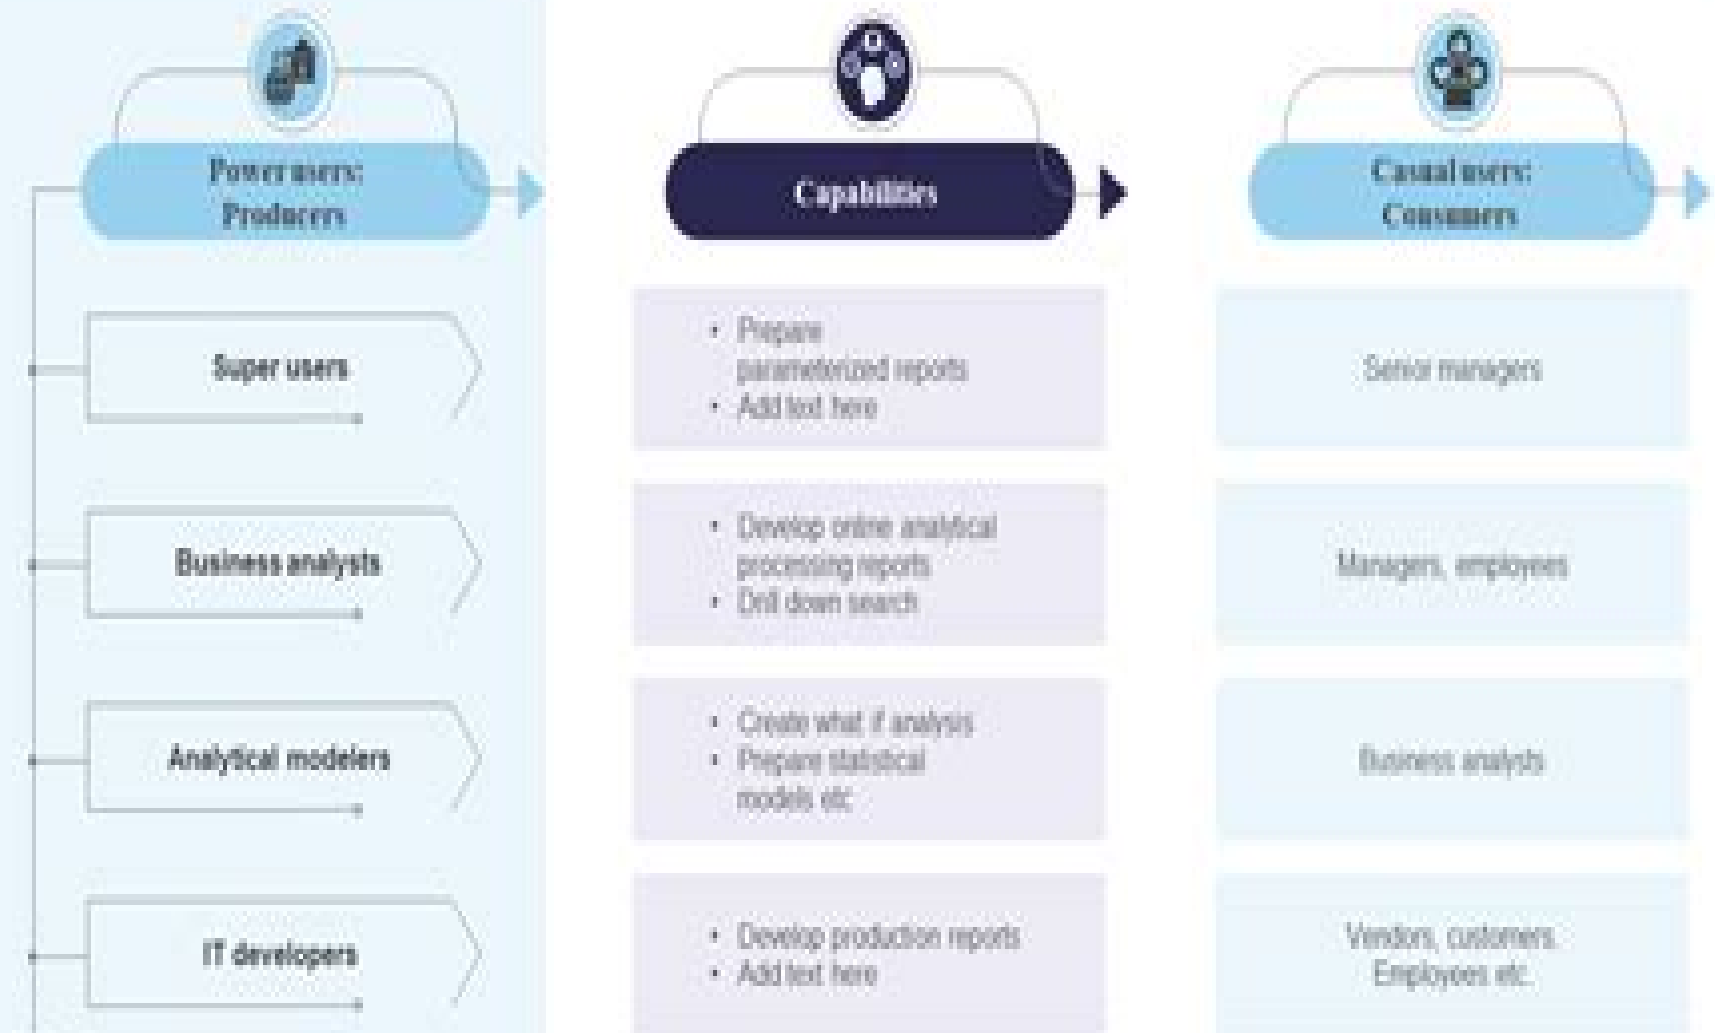 Power users:
Producers
Capabilities
Casual users:
Consumers
Super users
• Prepare
parameterized reports
• Add text here
Senior managers
Business analysts
• Develop online analytical
processing reports
• Drill down search
Managers, employees
Analytical modelers
• Create what if analysis
• Prepare statistical
models etc
Business analysts
IT developers
• Develop production reports
• Add text here
Vendors, customers
Employees etc.